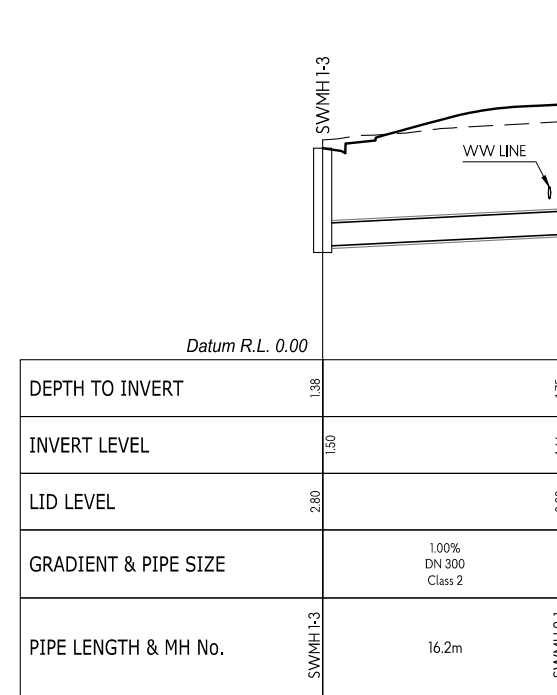 SWMH 1-3
WW LINE
Datum R.L. 0.00
DEPTH TO INVERT
1.38
INVERT LEVEL
1.50
LID LEVEL
2.80
GRADIENT & PIPE SIZE
1.00%
DN 300
Class 2
PIPE LENGTH & MH No.
SWMH 1-3
16.2m